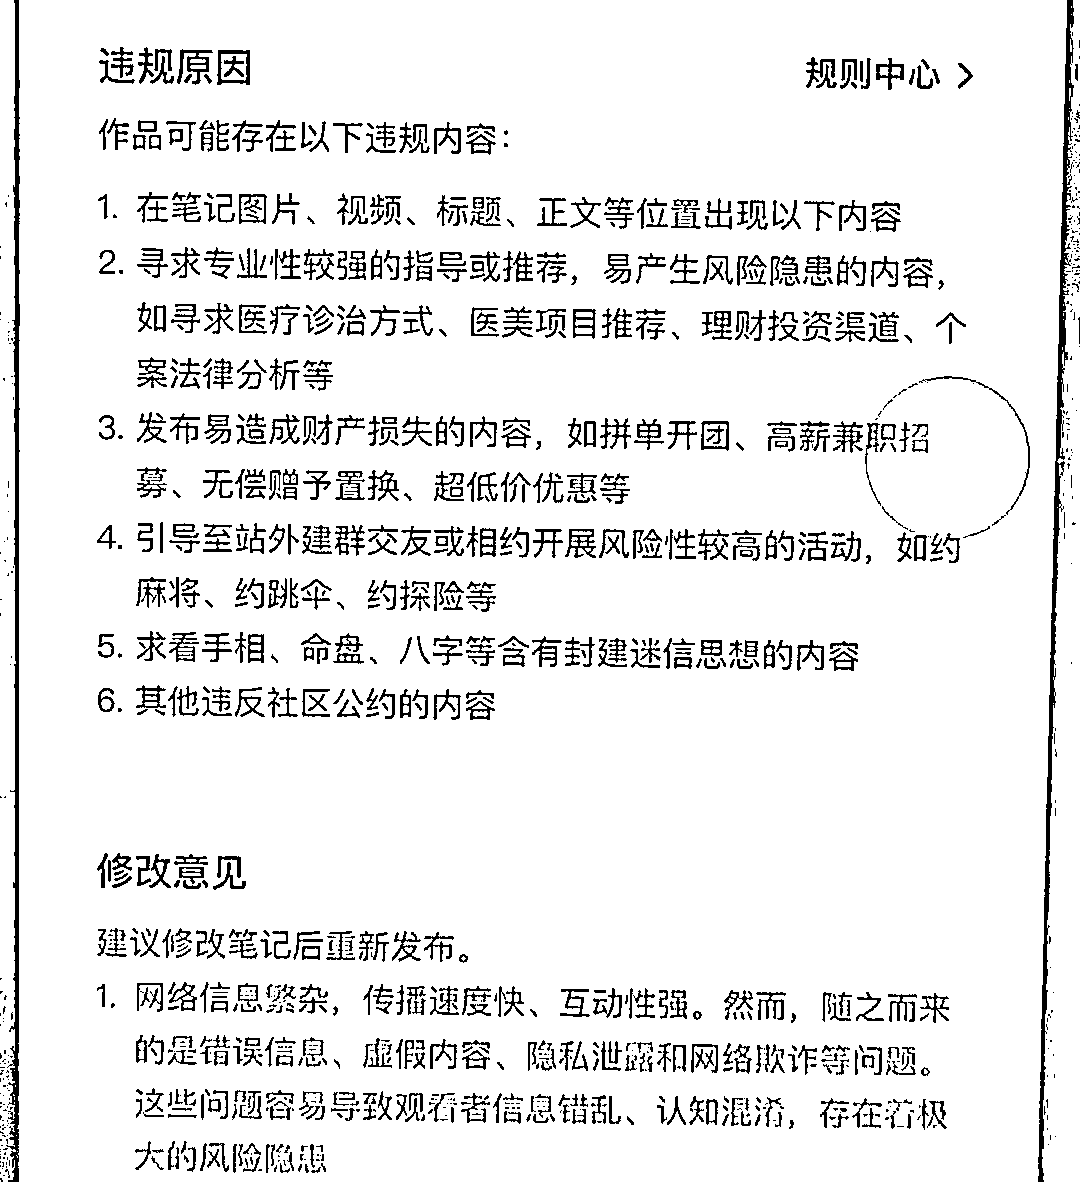 违规原因
规则中心 >
作品可能存在以下违规内容：
1. 在笔记图片、视频、标题、正文等位置出现以下内容
2. 寻求专业性较强的指导或推荐，易产生风险隐患的内容，
如寻求医疗诊治方式、医美项目推荐、理财投资渠道、个
案法律分析等
3. 发布易造成财产损失的内容，如拼单开团、高薪兼职招
募、无偿赠予置换、超低价优惠等
4. 引导至站外建群交友或相约开展风险性较高的活动，如约
麻将、约跳伞、约探险等
5. 求看手相、命盘、八字等含有封建迷信思想的内容
6. 其他违反社区公约的内容
修改意见
建议修改笔记后重新发布。
1. 网络信息繁杂，传播速度快、互动性强。然而，随之而来
的是错误信息、虚假内容、隐私泄露和网络欺诈等问题。
这些问题容易导致观看者信息错乱、认知混淆，存在着极
大的风险隐患